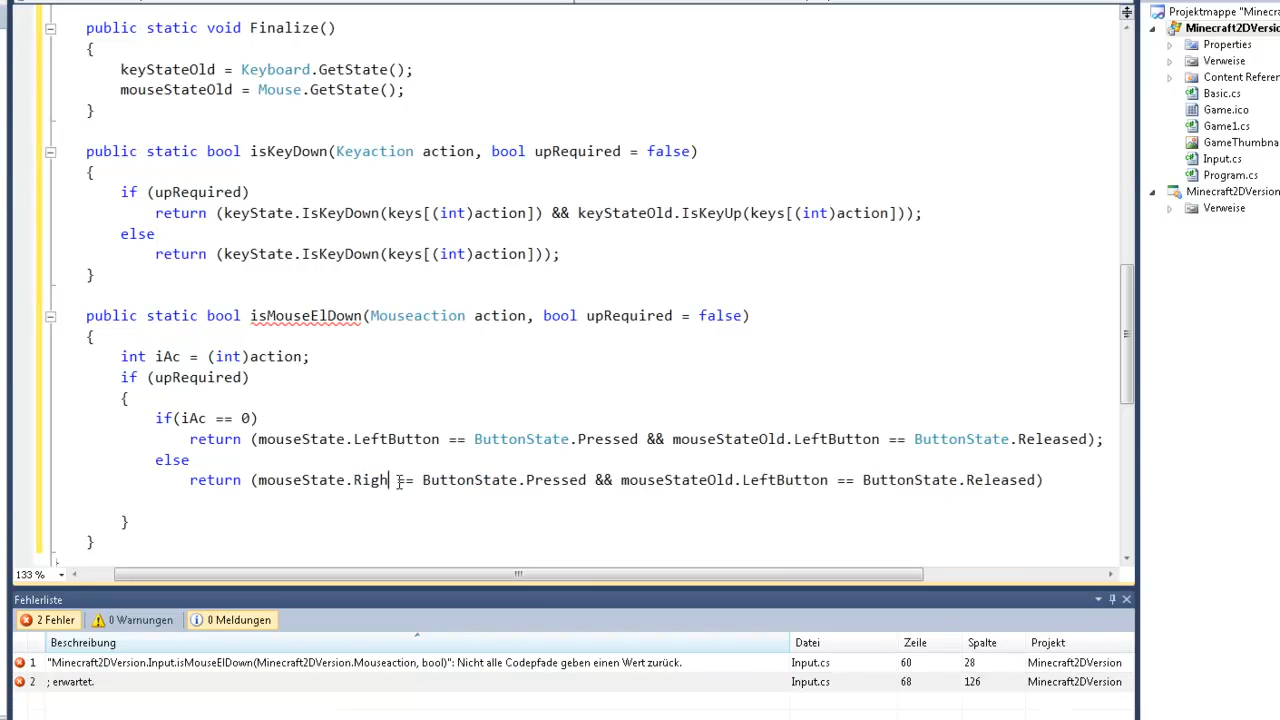 public static void Finalize()
{
keyStateOld = Keyboard.GetState();
mouseStateOld = Mouse.GetState();
}
public static bool isKeyDown(Keyaction action, bool upRequired = false)
{
if (upRequired)
return (keyState.IsKeyDown(keys[(int)action]) && keyStateOld.IsKeyUp(keys[(int)action]));
else
return (keyState.IsKeyDown(keys[(int)action]));
}
public static bool isMouseElDown(Mouseaction action, bool upRequired = false)
{
int iAc = (int)action;
if (upRequired)
{
if(iAc == 0)
return (mouseState.LeftButton == ButtonState.Pressed && mouseStateOld.LeftButton == ButtonState.Released);
else
return (mouseState.Righ == ButtonState.Pressed && mouseStateOld.LeftButton == ButtonState.Released)
}
}
133 %
Fehlerliste
2 Fehler 0 Warnungen 0 Meldungen
Beschreibung Datei Zeile Spalte Projekt
1 "Minecraft2DVersion.Input.isMouseElDown(Minecraft2DVersion.Mouseaction, bool)": Nicht alle Codepfade geben einen Wert zurück. Input.cs 60 28 Minecraft2DVersion
2 ; erwartet. Input.cs 68 126 Minecraft2DVersion
Projektmappe "Minecra
Minecraft2DVersio
Properties
Verweise
Content Referen
Basic.cs
Game.ico
Game1.cs
GameThumbna
Input.cs
Program.cs
Minecraft2DVersion
Verweise